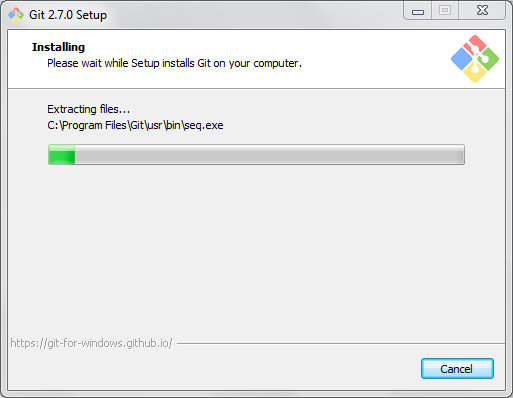 Git 2.7.0 Setup
Installing
Please wait while Setup installs Git on your computer.
Extracting files...
C:\Program Files\Git\usr\bin\seq.exe
https://git-for-windows.github.io/
Cancel